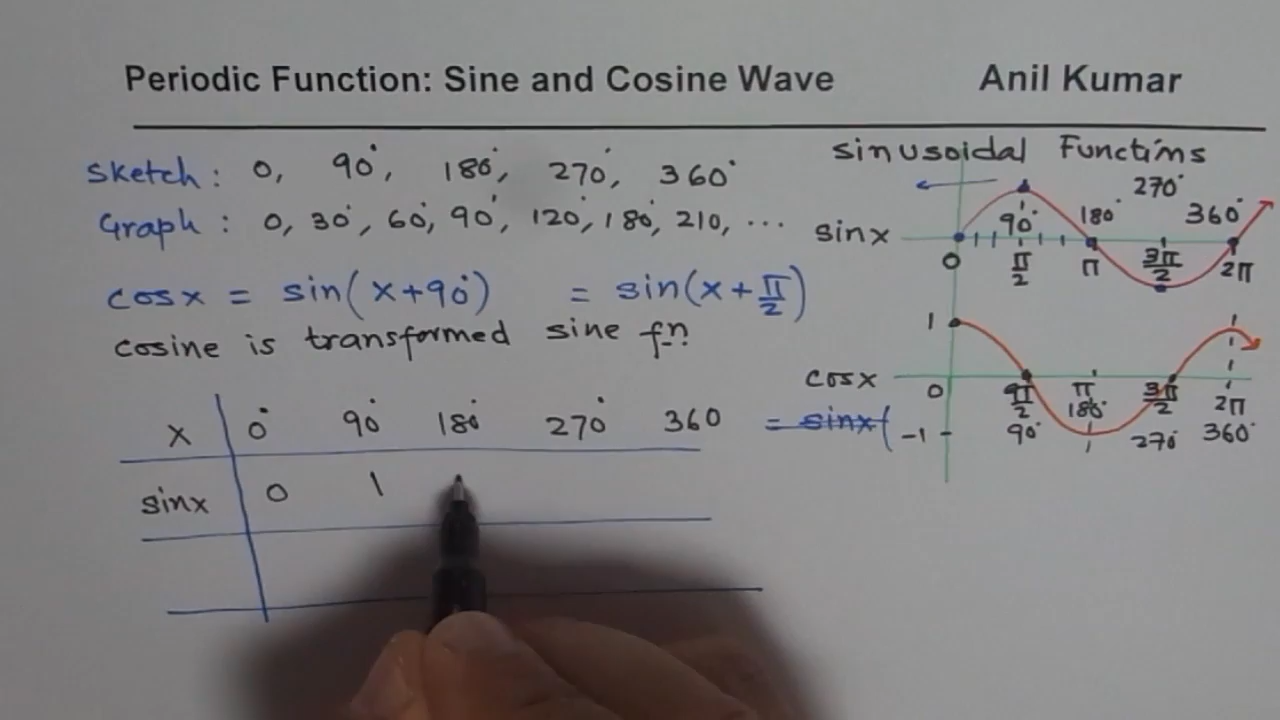 Periodic Function: Sine and Cosine Wave Anil Kumar
Sketch: 0, 90°, 180°, 270°, 360°
Graph: 0, 30°, 60°, 90°, 120°, 180°, 210, ...
cosx = sin(x+90°) = sin(x+π/2)
cosine is transformed sine fn.
x 0° 90° 180° 270° 360
sinx 0 1
sinusoidal Functions
270°
90° 180° 360°
sinx
0 π/2 π 3π/2 2π
1
cosx
0 π/2 π 3π/2 2π
= sinx(
-1 90° 180° 270° 360°